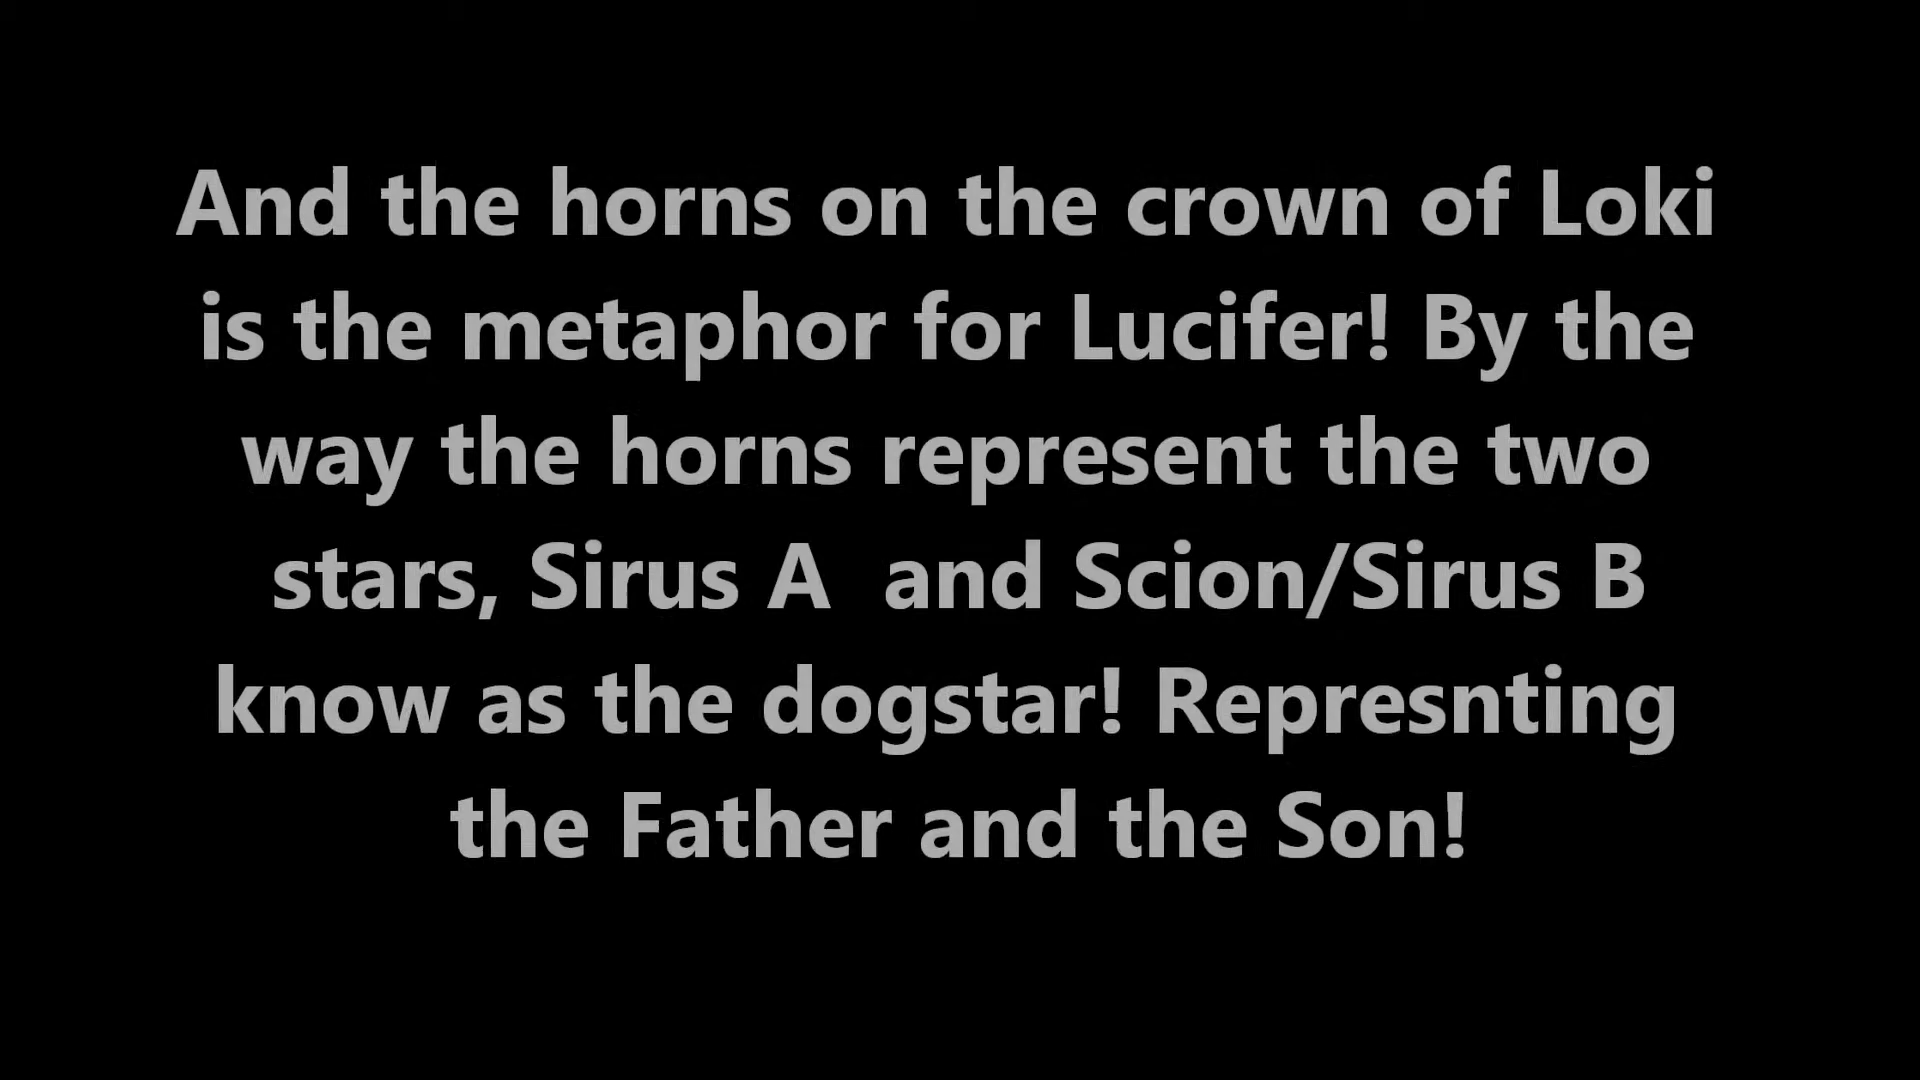 And the horns on the crown of Loki
is the metaphor for Lucifer! By the
way the horns represent the two
stars, Sirus A  and Scion/Sirus B
know as the dogstar! Represnting
the Father and the Son!